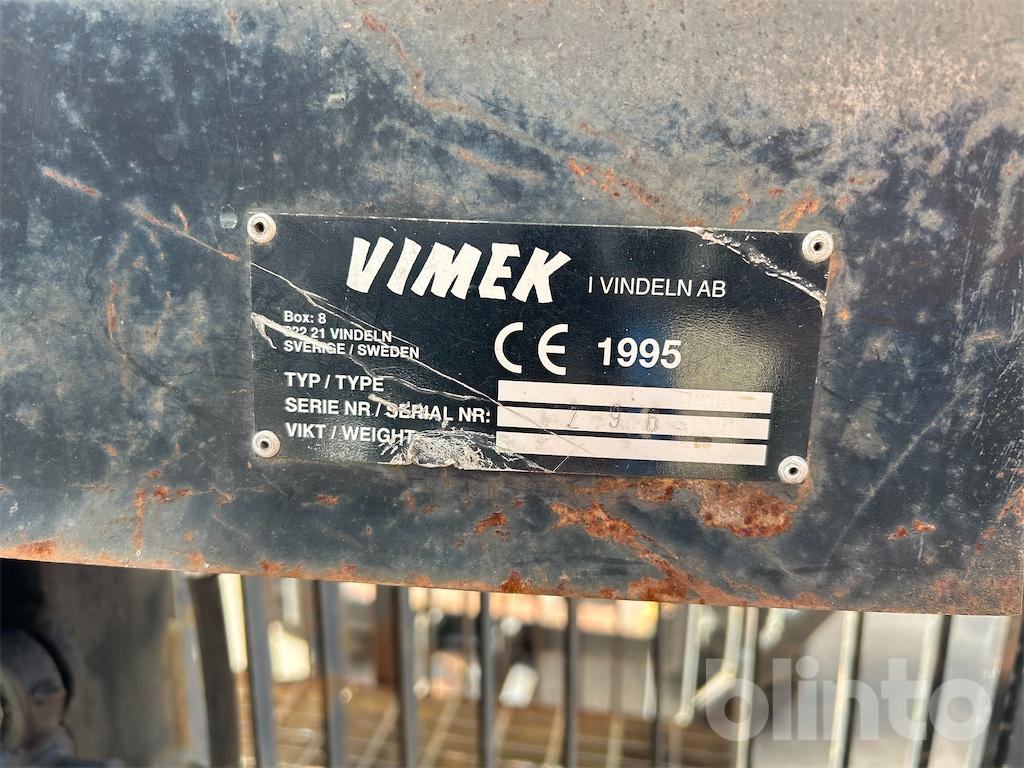 VIMEK I VINDELN AB
Box: 8
922 21 VINDELN
SVERIGE / SWEDEN
CE 1995
TYP / TYPE
SERIE NR / SERIAL NR: 296
VIKT / WEIGHT
blinto